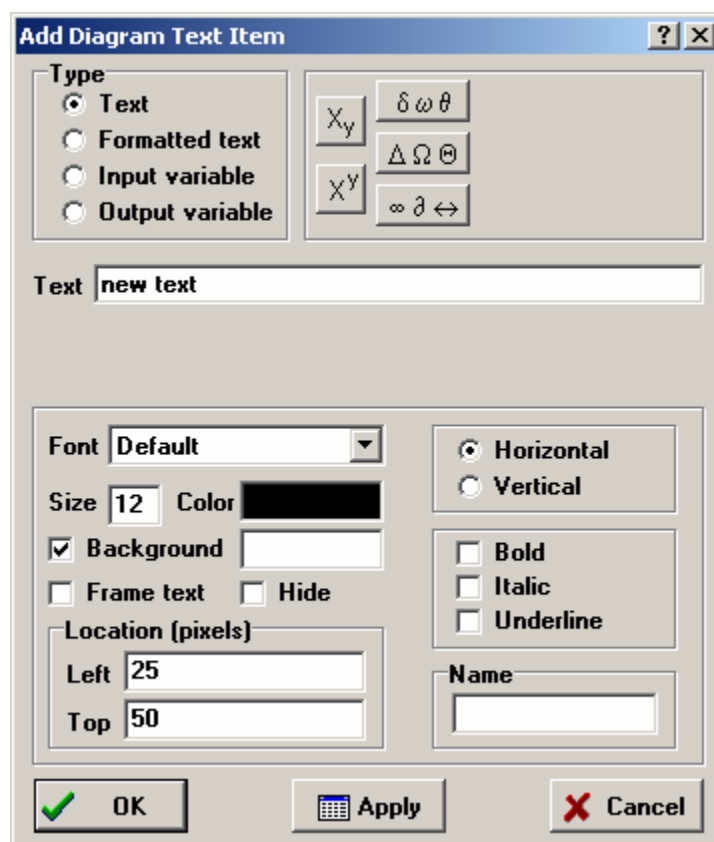 Add Diagram Text Item
Type
Text
Formatted text
Input variable
Output variable
Xy
Xy
δ ω θ
Δ Ω Θ
∞ ∂ ↔
Text new text
Font Default
Size 12 Color
Background
Frame text Hide
Location (pixels)
Left 25
Top 50
Horizontal
Vertical
Bold
Italic
Underline
Name
OK Apply Cancel